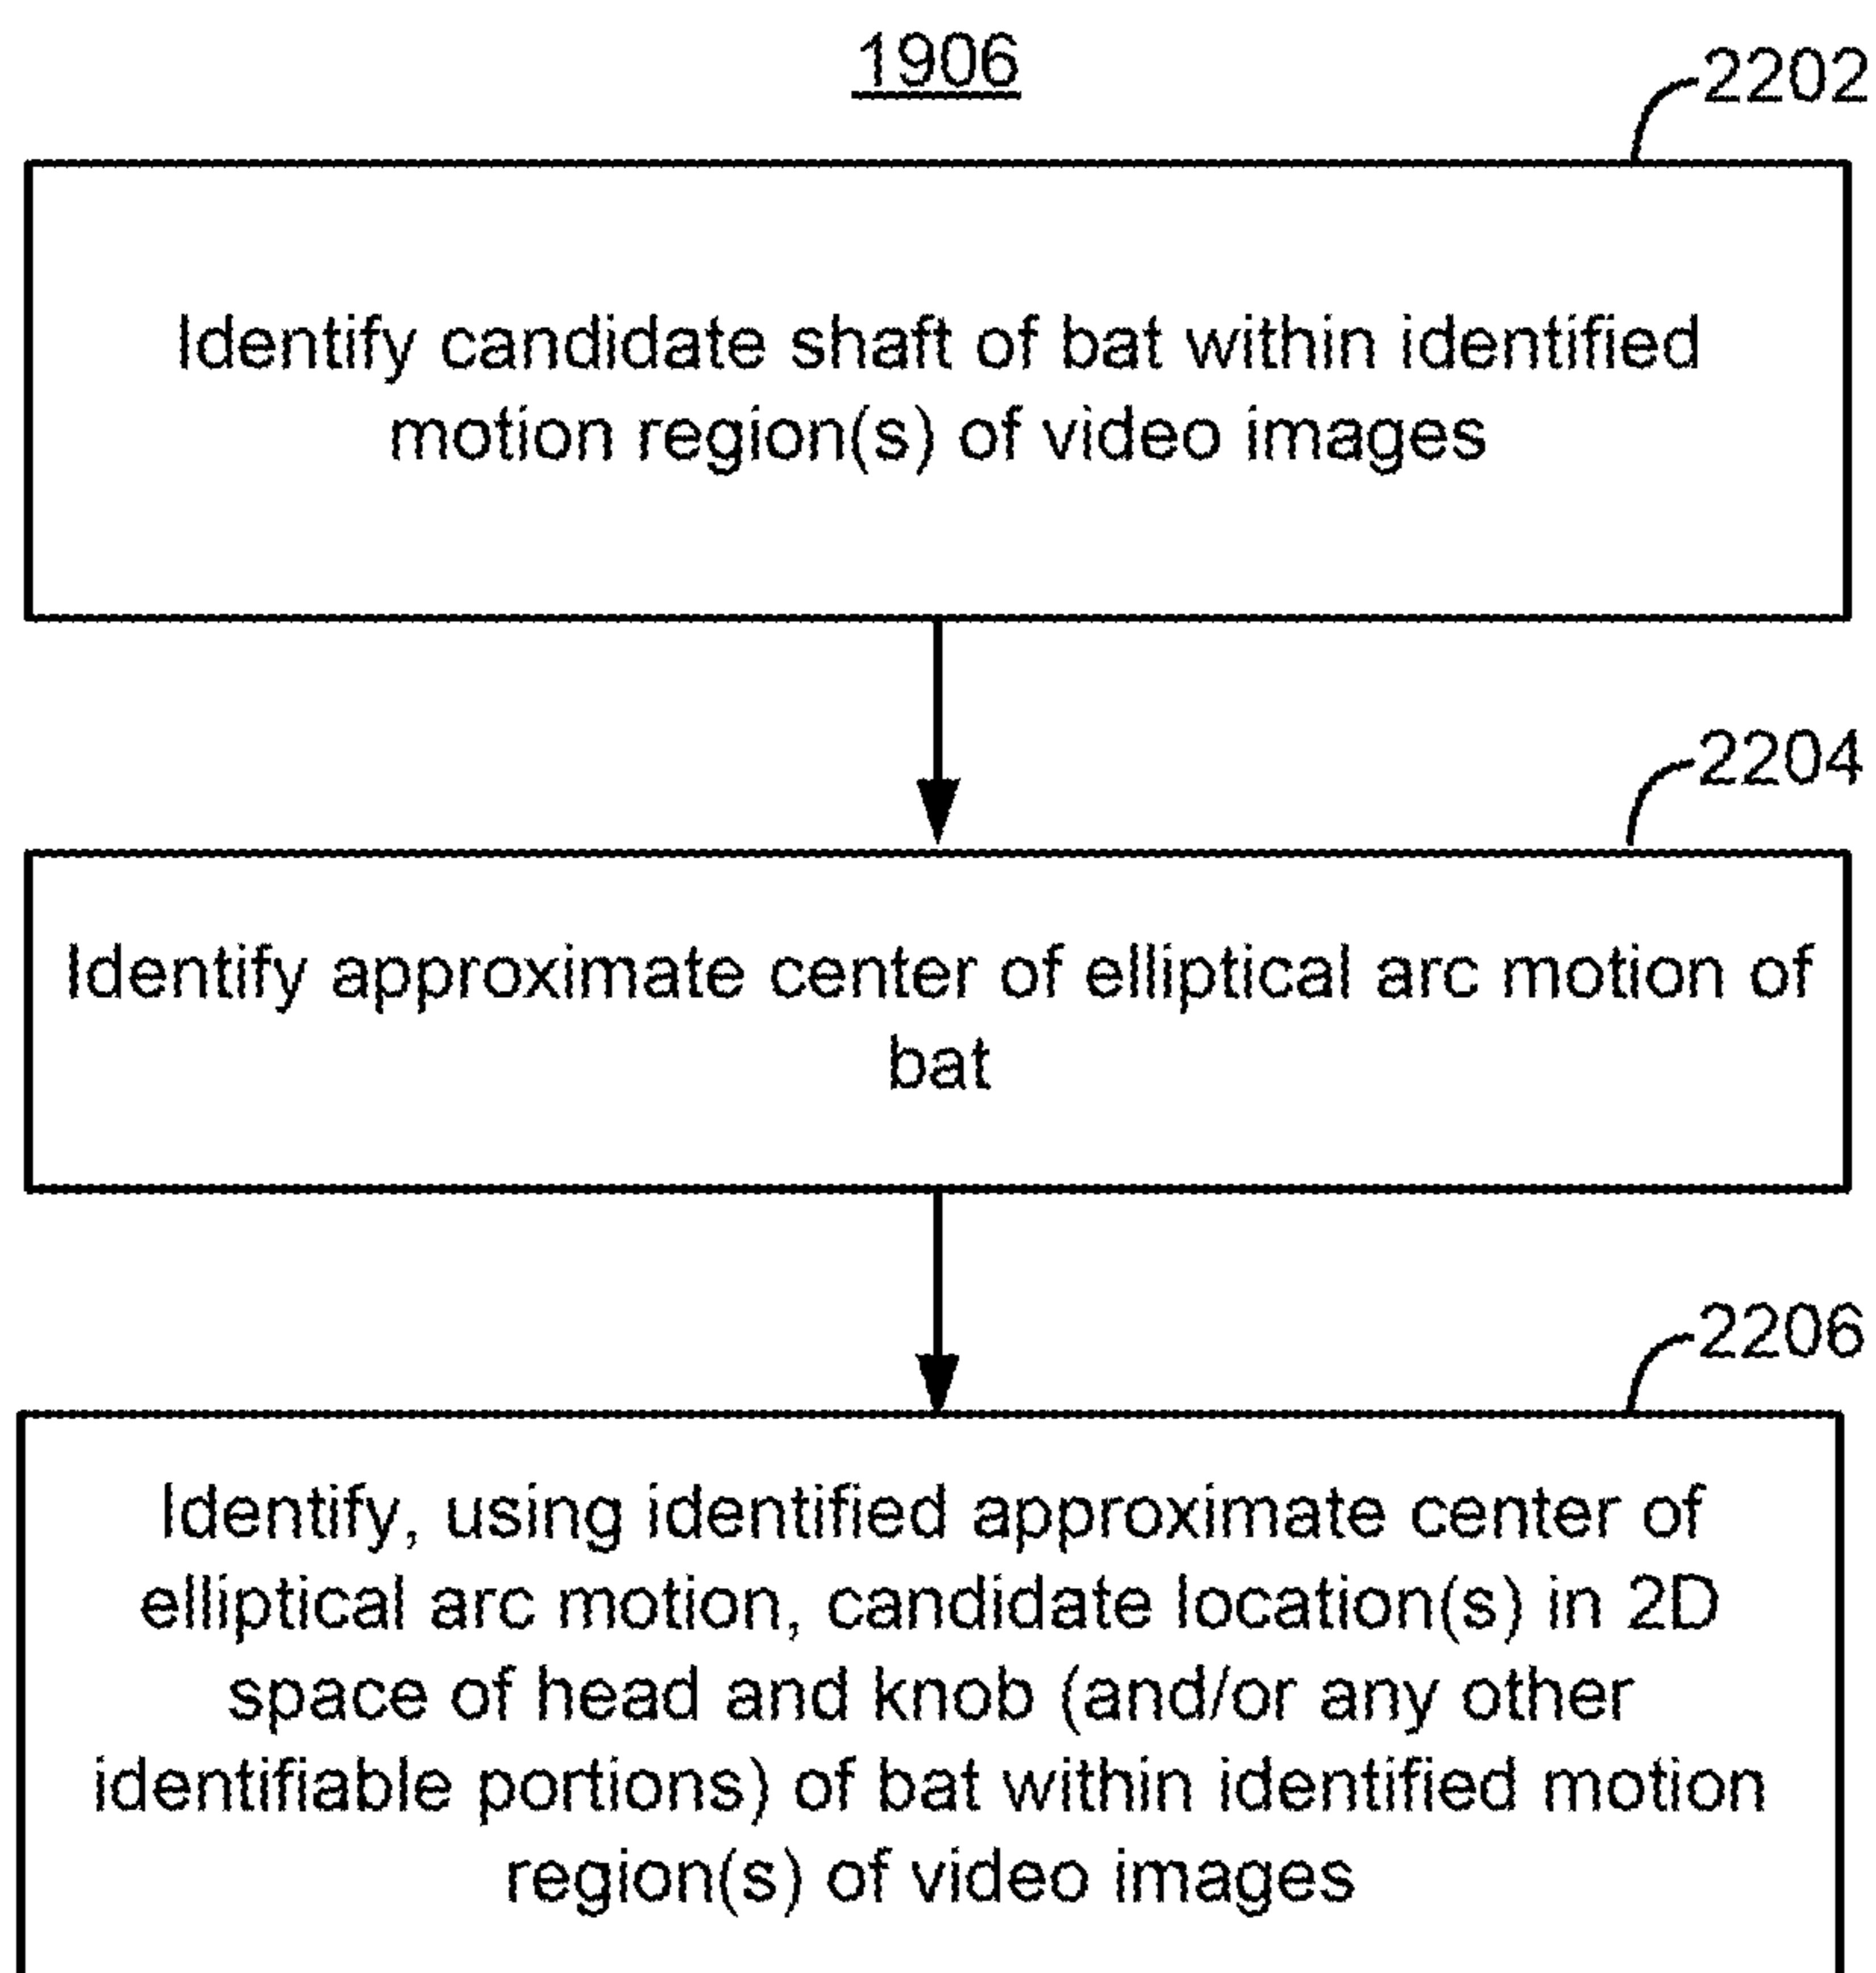 1906
2202
Identify candidate shaft of bat within identified
motion region(s) of video images
2204
Identify approximate center of elliptical arc motion of
bat
2206
Identify, using identified approximate center of
elliptical arc motion, candidate location(s) in 2D
space of head and knob (and/or any other
identifiable portions) of bat within identified motion
region(s) of video images